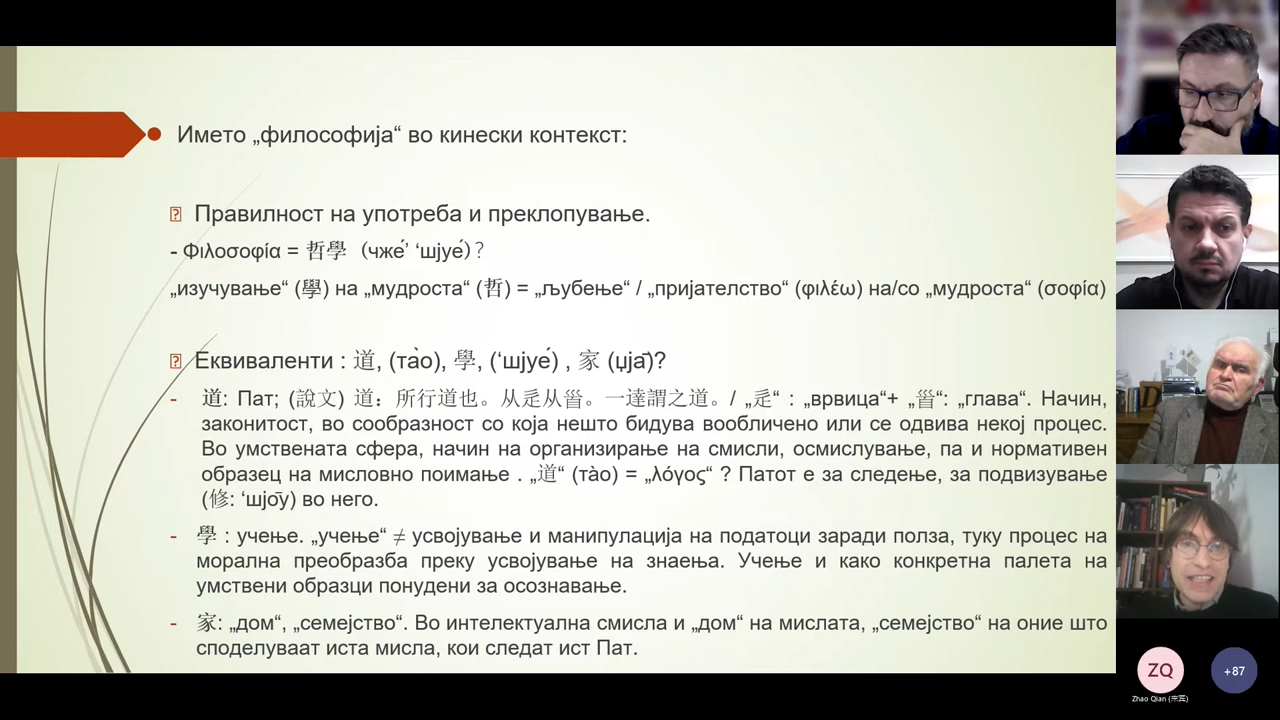 Името „философија“ во кинески контекст:
Правилност на употреба и преклопување.
- Φιλοσοφία = 哲學 （чже́’ ‘шјуе́）？
„изучување“ (學) на „мудроста“ (哲) = „љубење“ / „пријателство“ (φιλέω) на/со „мудроста“ (σοφία)
Еквиваленти : 道, (та̀о), 學, (‘шјуе́) , 家 (џја̄)?
- 道: Пат; (說文) 道：所行道也。从辵从𩠐。一達謂之道。/ „辵“ : „врвица“+ „𩠐“: „глава“. Начин,
законитост, во сообразност со која нешто бидува вообличено или се одвива некој процес.
Во умствената сфера, начин на организирање на смисли, осмислување, па и нормативен
образец на мисловно поимање . „道“ (та̀о) = „λόγος“ ? Патот е за следење, за подвизување
(修: ‘шјо̄у) во него.
- 學 : учење. „учење“ ≠ усвојување и манипулација на податоци заради полза, туку процес на
морална преобразба преку усвојување на знаења. Учење и како конкретна палета на
умствени образци понудени за осознавање.
- 家: „дом“, „семејство“. Во интелектуална смисла и „дом“ на мислата, „семејство“ на оние што
споделуваат иста мисла, кои следат ист Пат.
ZQ
+87
Zhao Qian